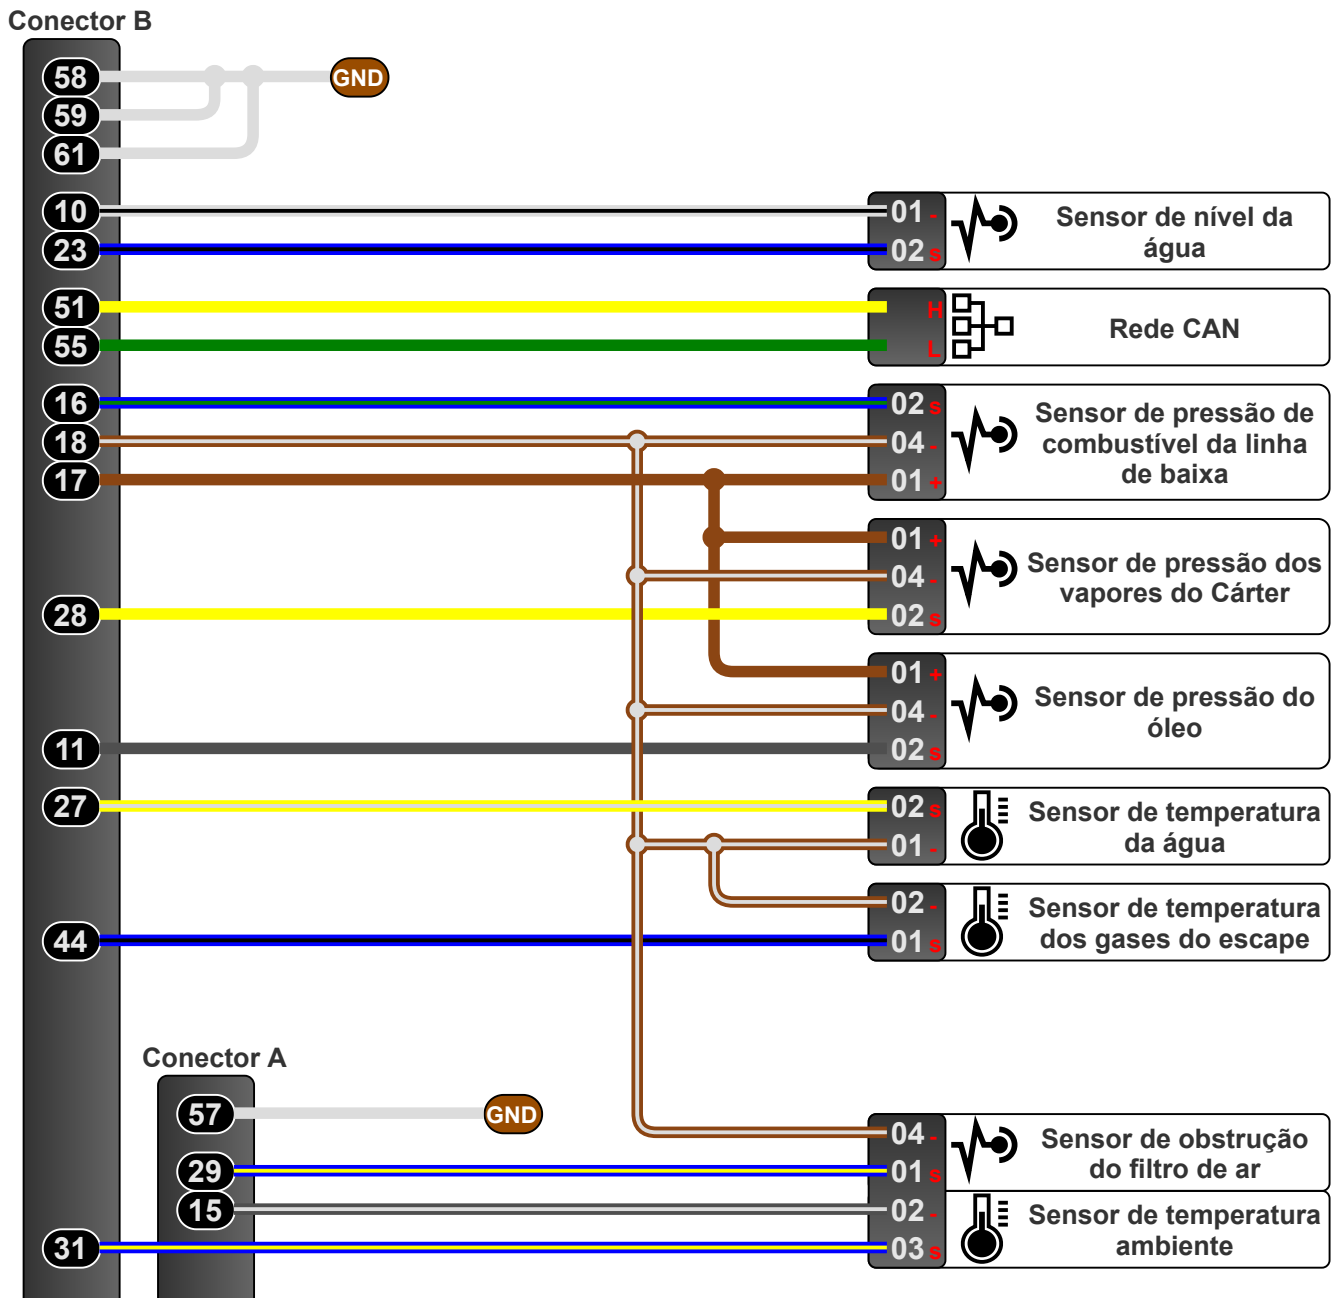 Conector B
58
GND
59
61
10
01 -
Sensor de nível da
água
23
02 s
51
H
Rede CAN
55
L
16
02 s
Sensor de pressão de
combustível da linha
de baixa
18
04 -
17
01 +
01 +
Sensor de pressão dos
vapores do Cárter
04 -
28
02 s
01 +
Sensor de pressão do
óleo
04 -
11
02 s
27
02 s
Sensor de temperatura
da água
01 -
02 -
Sensor de temperatura
dos gases do escape
44
01 s
Conector A
57
GND
04 -
Sensor de obstrução
do filtro de ar
29
01 s
15
02 -
Sensor de temperatura
ambiente
31
03 s